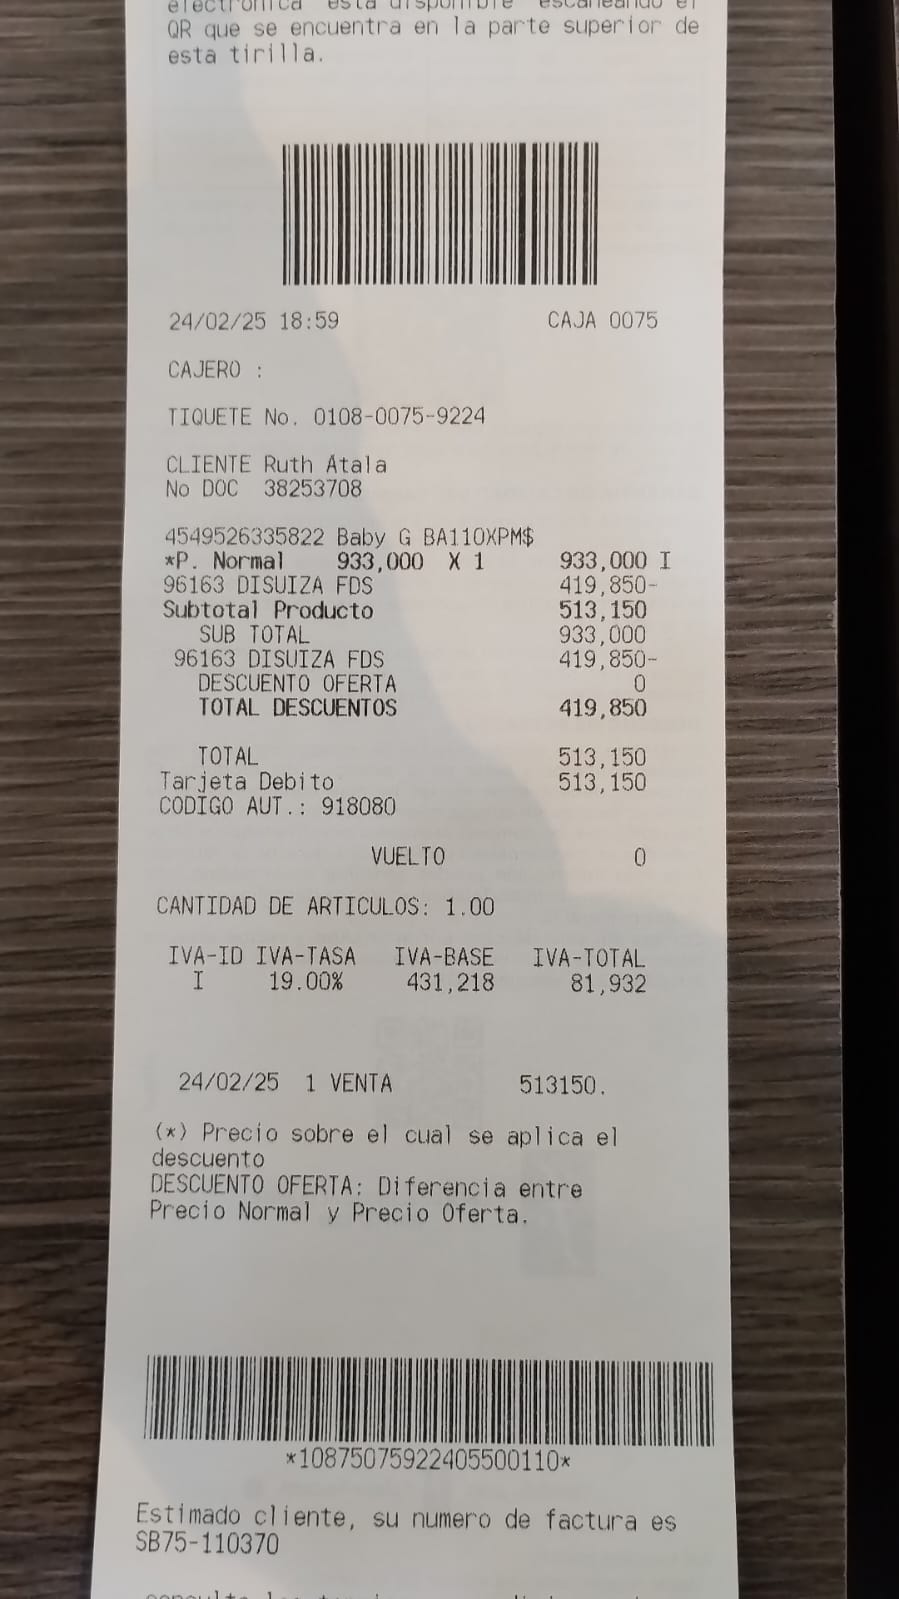 electronica esta disponible escaneando el
QR que se encuentra en la parte superior de
esta tirilla.
24/02/25 18:59 CAJA 0075
CAJERO :
TIQUETE No. 0108-0075-9224
CLIENTE Ruth Atala
No DOC 38253708
4549526335822 Baby G BA110XPM$
*P. Normal 933,000 X 1 933,000 I
96163 DISUIZA FDS 419,850-
Subtotal Producto 513,150
SUB TOTAL 933,000
96163 DISUIZA FDS 419,850-
DESCUENTO OFERTA 0
TOTAL DESCUENTOS 419,850
TOTAL 513,150
Tarjeta Debito 513,150
CODIGO AUT.: 918080
VUELTO 0
CANTIDAD DE ARTICULOS: 1.00
IVA-ID IVA-TASA IVA-BASE IVA-TOTAL
I 19.00% 431,218 81,932
24/02/25 1 VENTA 513150.
(*) Precio sobre el cual se aplica el
descuento
DESCUENTO OFERTA: Diferencia entre
Precio Normal y Precio Oferta.
*10875075922405500110*
Estimado cliente, su numero de factura es
SB75-110370